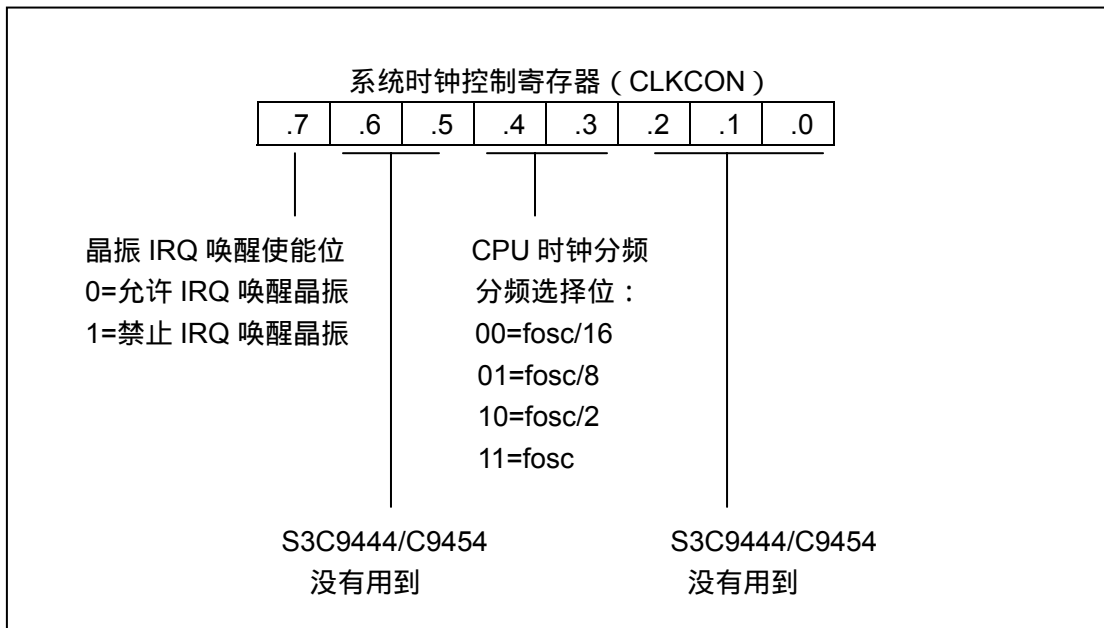 系统时钟控制寄存器（CLKCON）
.7 .6 .5 .4 .3 .2 .1 .0
晶振 IRQ 唤醒使能位
0=允许 IRQ 唤醒晶振
1=禁止 IRQ 唤醒晶振
CPU 时钟分频
分频选择位：
00=fosc/16
01=fosc/8
10=fosc/2
11=fosc
S3C9444/C9454
没有用到
S3C9444/C9454
没有用到